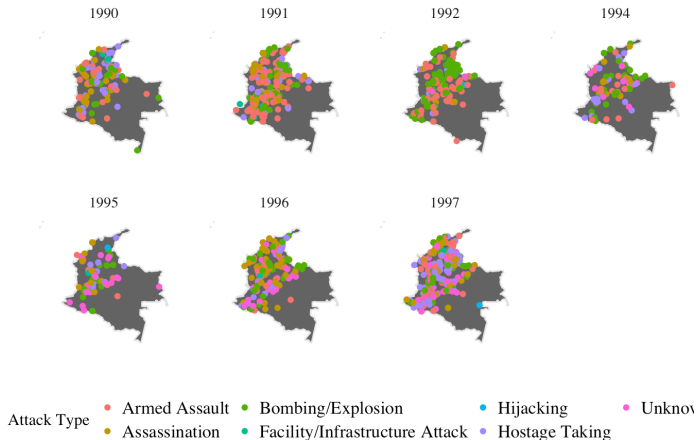 1990 1991 1992 1994
1995 1996 1997
Attack Type
Armed Assault Bombing/Explosion Hijacking Unknow
Assassination Facility/Infrastructure Attack Hostage Taking